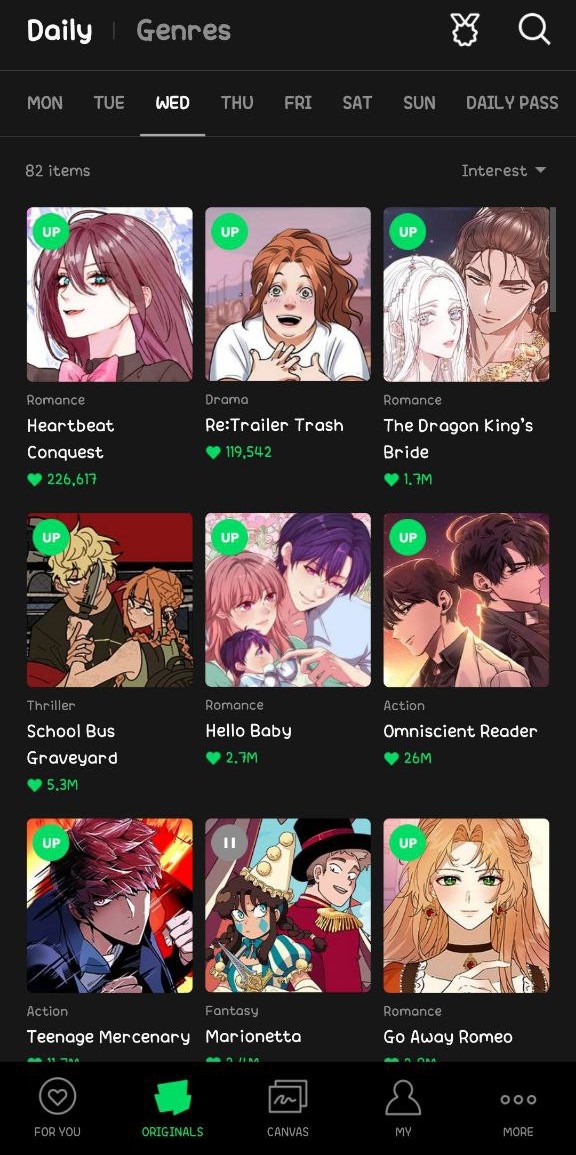 Daily | Genres
MON TUE WED THU FRI SAT SUN DAILY PASS
82 items Interest
UP UP UP
Romance Drama Romance
Heartbeat Conquest
Re:Trailer Trash
The Dragon King's Bride
226,617
119,542
1.7M
UP UP UP
Thriller Romance Action
School Bus Graveyard
Hello Baby
Omniscient Reader
5.3M
2.7M
26M
UP UP
Action Fantasy Romance
Teenage Mercenary
Marionetta
Go Away Romeo
FOR YOU ORIGINALS CANVAS MY MORE